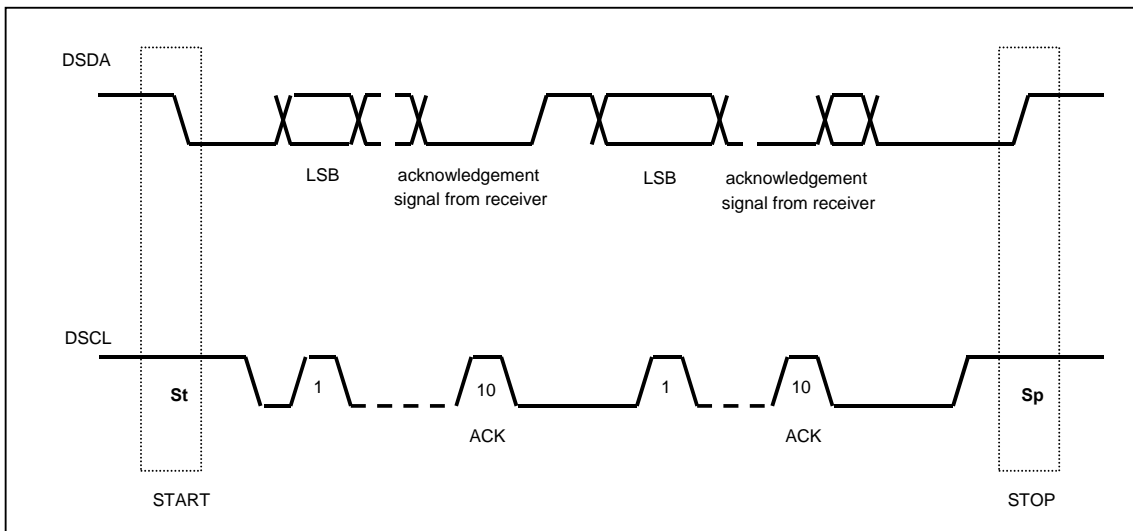 DSDA
LSB
acknowledgement
signal from receiver
LSB
acknowledgement
signal from receiver
DSCL
St
1
10
1
10
Sp
ACK
ACK
START
STOP